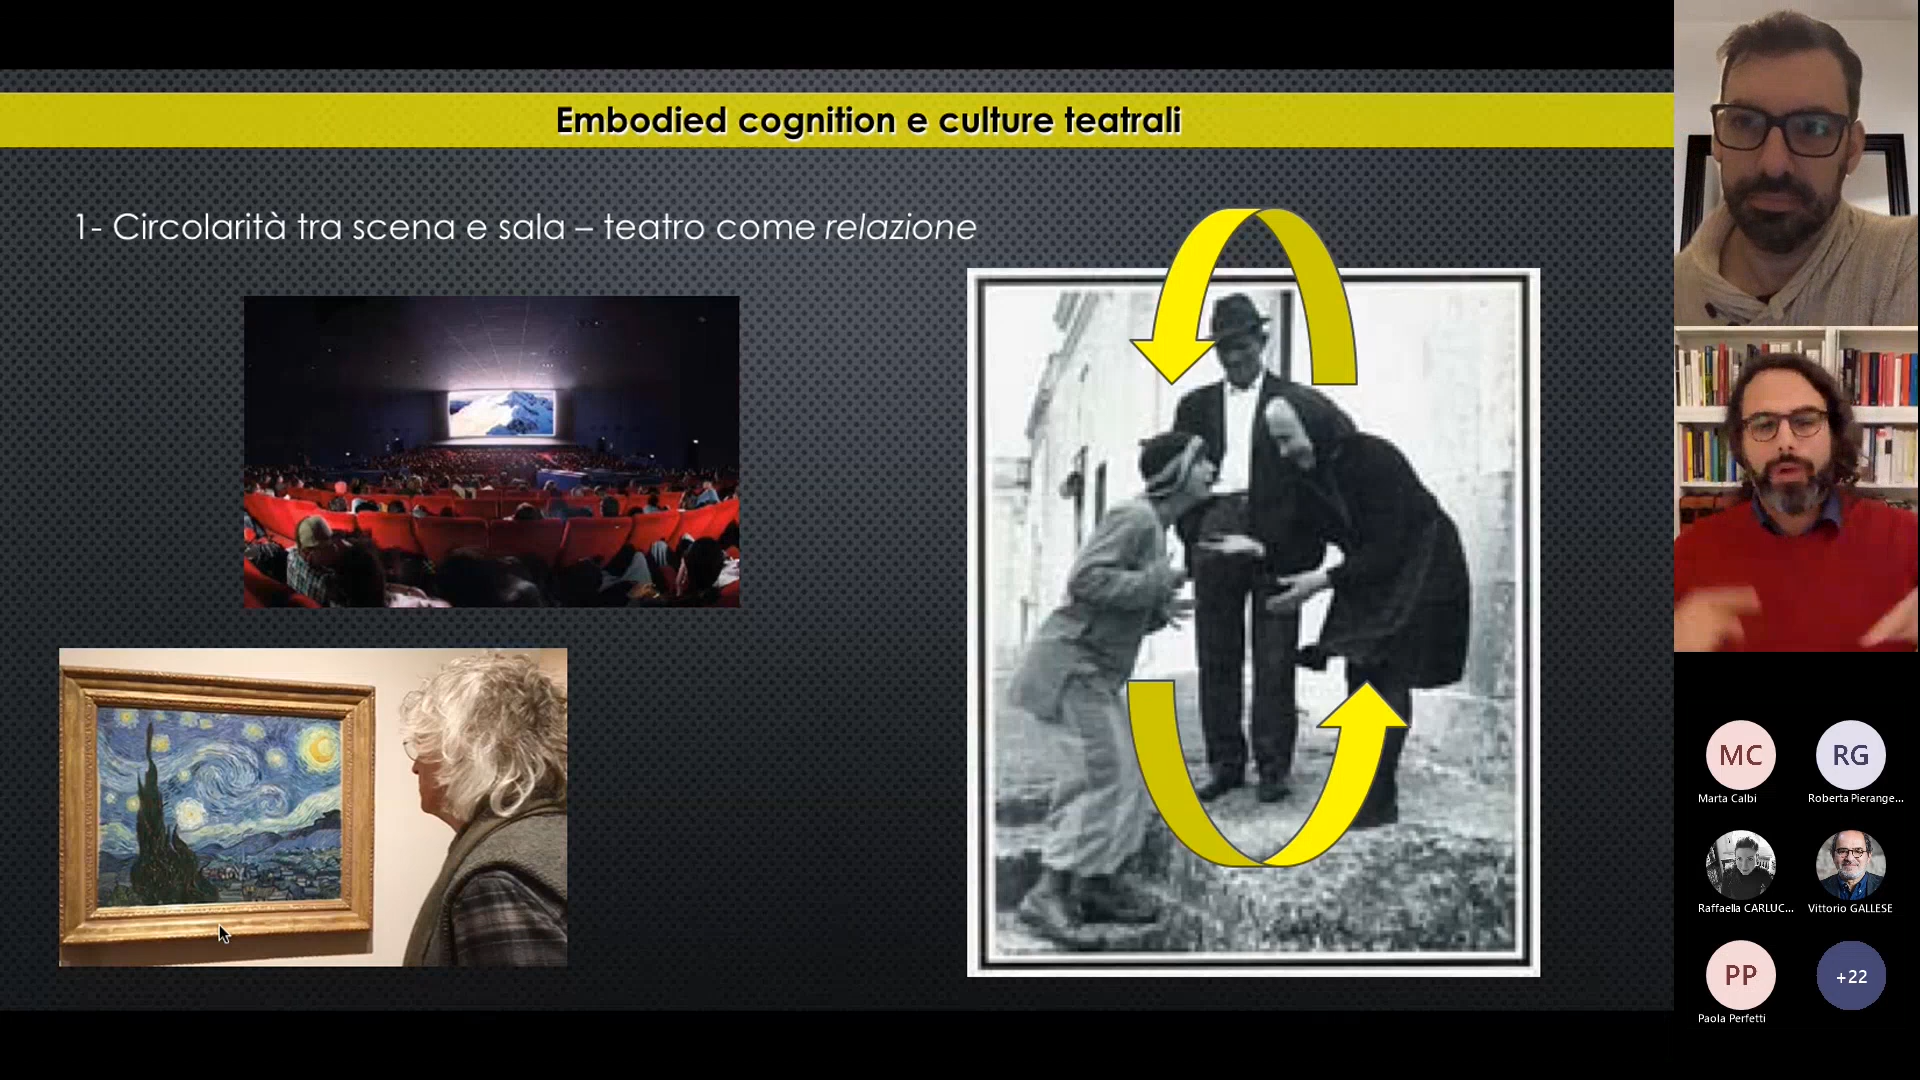 Embodied cognition e culture teatrali
1- Circolarità tra scena e sala – teatro come relazione
MC
Marta Calbi
RG
Roberta Pierange...
Raffaella CARLUC...
Vittorio GALLESE
PP
Paola Perfetti
+22